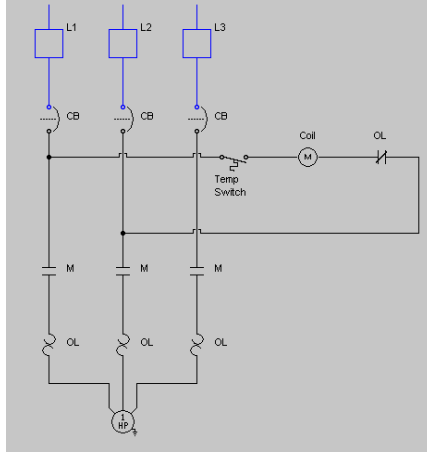 L1 L2 L3
CB CB CB
Coil OL
M
Temp
Switch
M M M
OL OL OL
1
HP